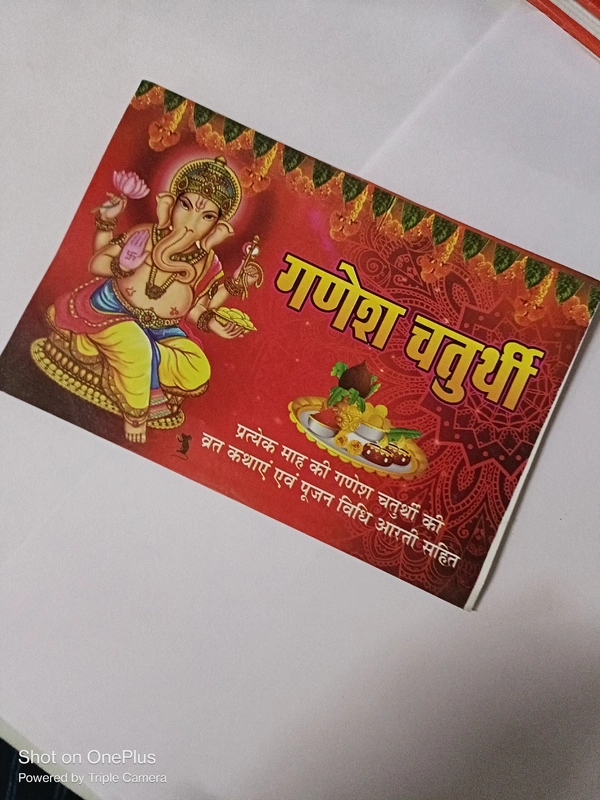 गणेश चतुर्थी
प्रत्येक माह की गणेश चतुर्थी की
व्रत कथाएं एवं पूजन विधि आरती सहित
Shot on OnePlus
Powered by Triple Camera